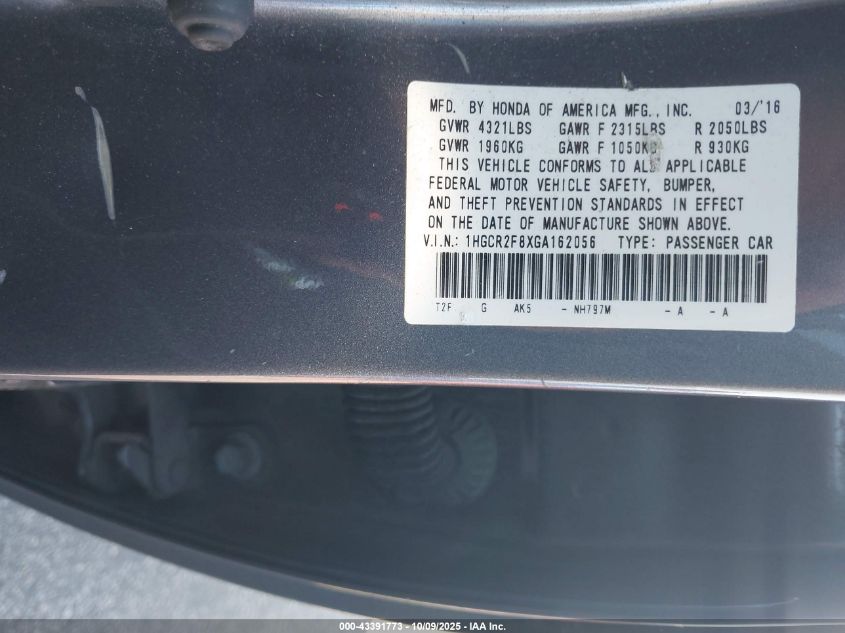 MFD. BY HONDA OF AMERICA MFG., INC. 03/'16
GVWR 4321LBS GAWR F 2315LBS R 2050LBS
GVWR 1960KG GAWR F 1050KG R 930KG
THIS VEHICLE CONFORMS TO ALL APPLICABLE
FEDERAL MOTOR VEHICLE SAFETY, BUMPER,
AND THEFT PREVENTION STANDARDS IN EFFECT
ON THE DATE OF MANUFACTURE SHOWN ABOVE.
V.I.N.: 1HGCR2F8XGA162056 TYPE: PASSENGER CAR
T2F G AK5 - NH797M - A - A
000-43391773 - 10/09/2025 - IAA Inc.